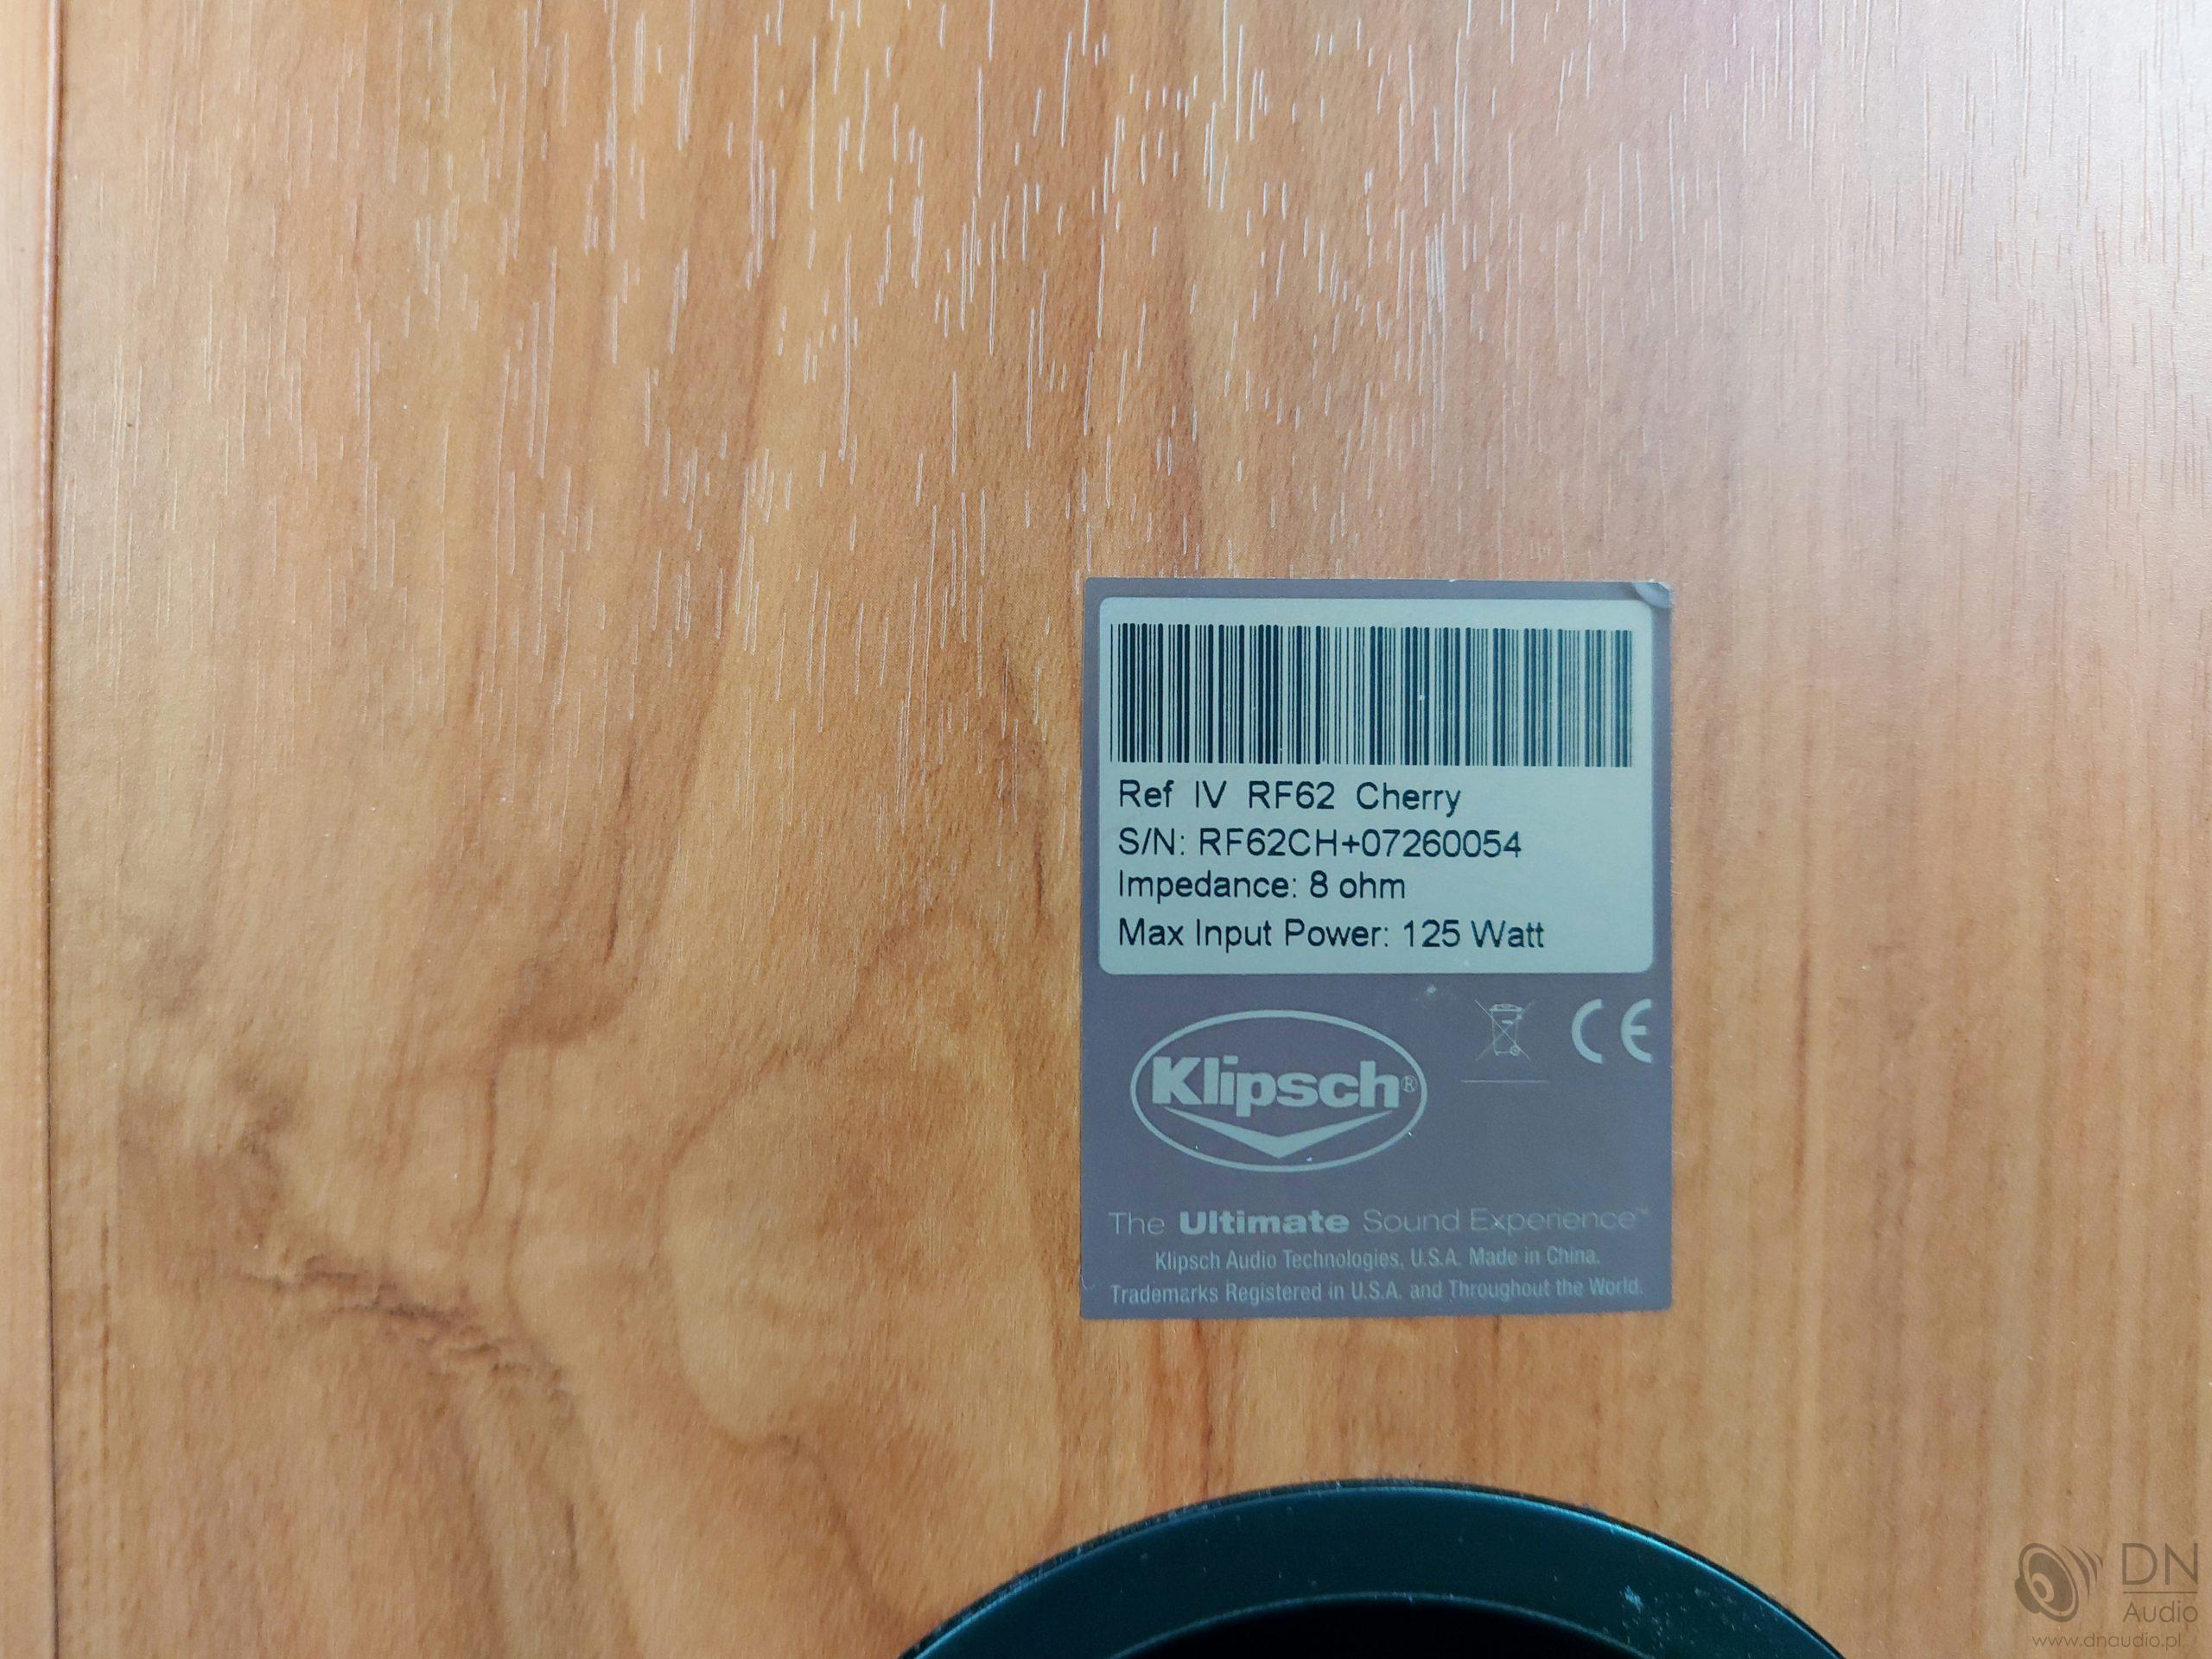 Ref IV RF62 Cherry
S/N: RF62CH+07260054
Impedance: 8 ohm
Max Input Power: 125 Watt
Klipsch®
CE
The Ultimate Sound Experience™
Klipsch Audio Technologies, U.S.A. Made in China.
Trademarks Registered in U.S.A. and Throughout the World.
DN
Audio
www.dnaudio.pl